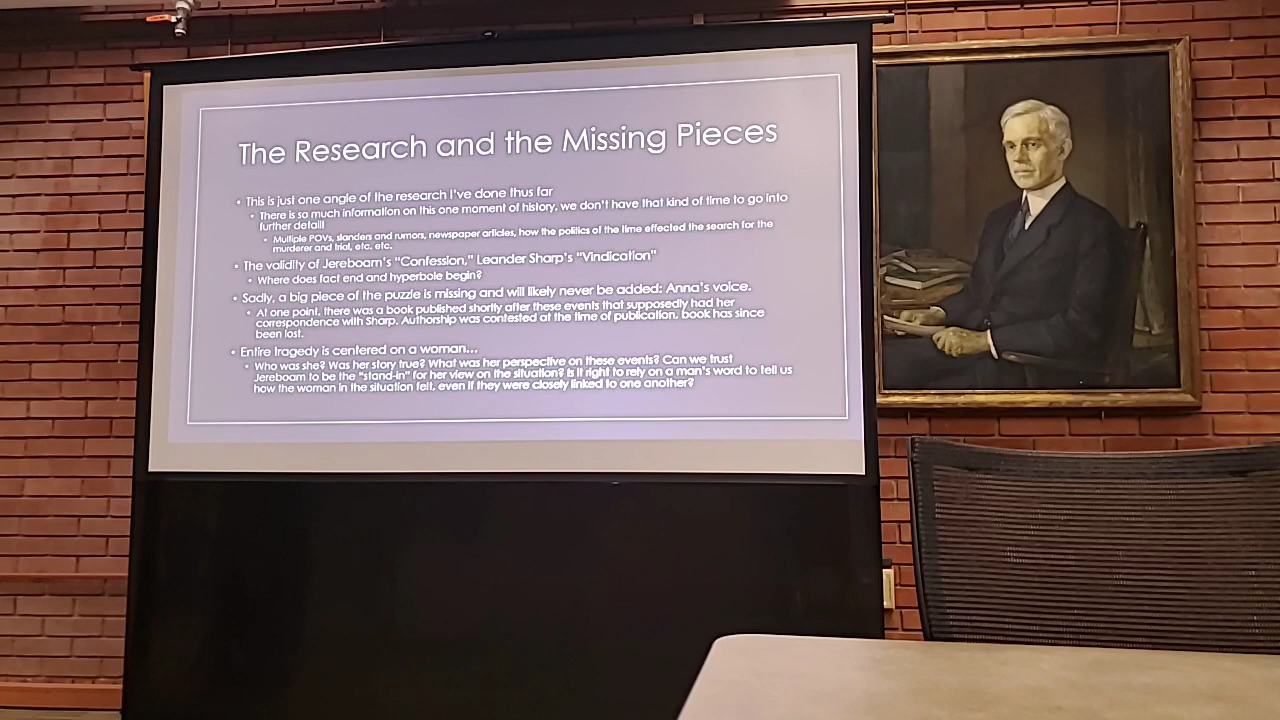 The Research and the Missing Pieces
• This is just one angle of the research I've done thus far
• There is so much information on this one moment of history, we don't have that kind of time to go into
further detail!
• Multiple POVs, slanders and rumors, newspaper articles, how the politics of the time effected the search for the
murderer and trial, etc. etc.
• The validity of Jereboam's "Confession," Leander Sharp's "Vindication"
• Where does fact end and hyperbole begin?
• Sadly, a big piece of the puzzle is missing and will likely never be added: Anna's voice.
• At one point, there was a book published shortly after these events that supposedly had her
correspondence with Sharp. Authorship was contested at the time of publication, book has since
been lost.
• Entire tragedy is centered on a woman...
• Who was she? Was her story true? What was her perspective on these events? Can we trust
Jereboam to be the "stand-in" for her view on the situation? Is it right to rely on a man's word to tell us
how the woman in the situation felt, even if they were closely linked to one another?